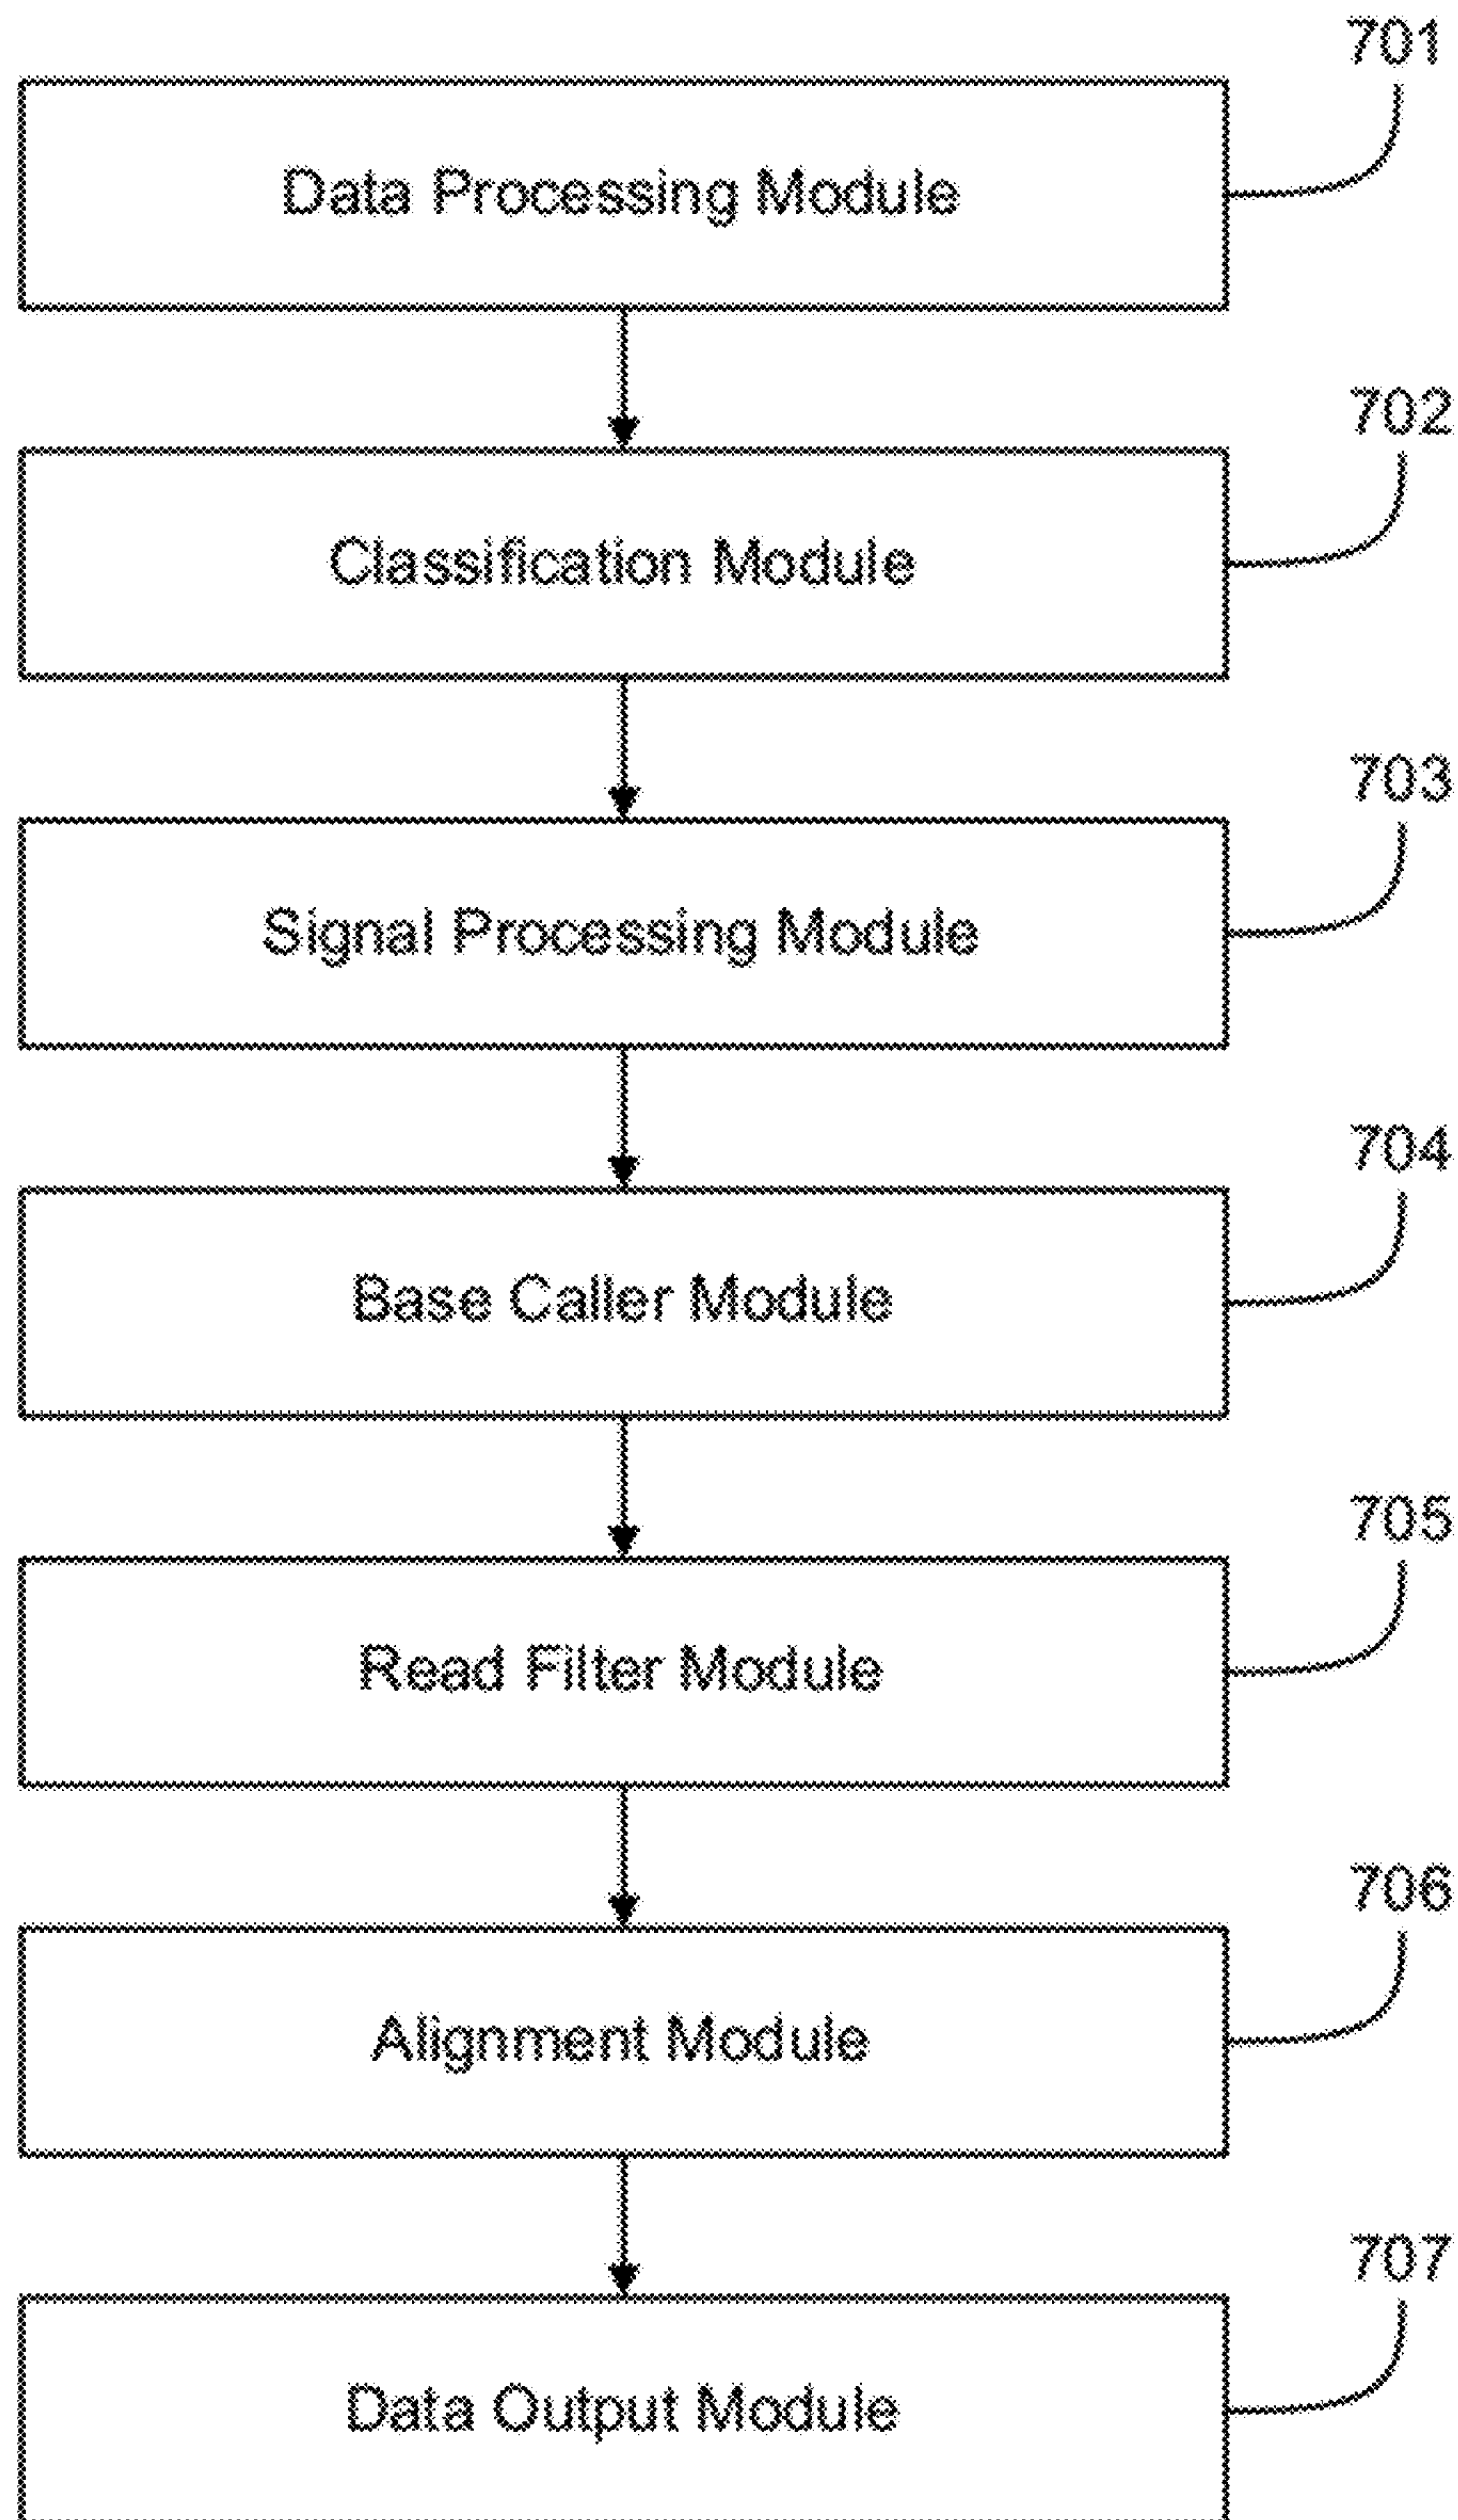 701
Data Processing Module
702
Classification Module
703
Signal Processing Module
704
Base Caller Module
705
Read Filter Module
706
Alignment Module
707
Data Output Module